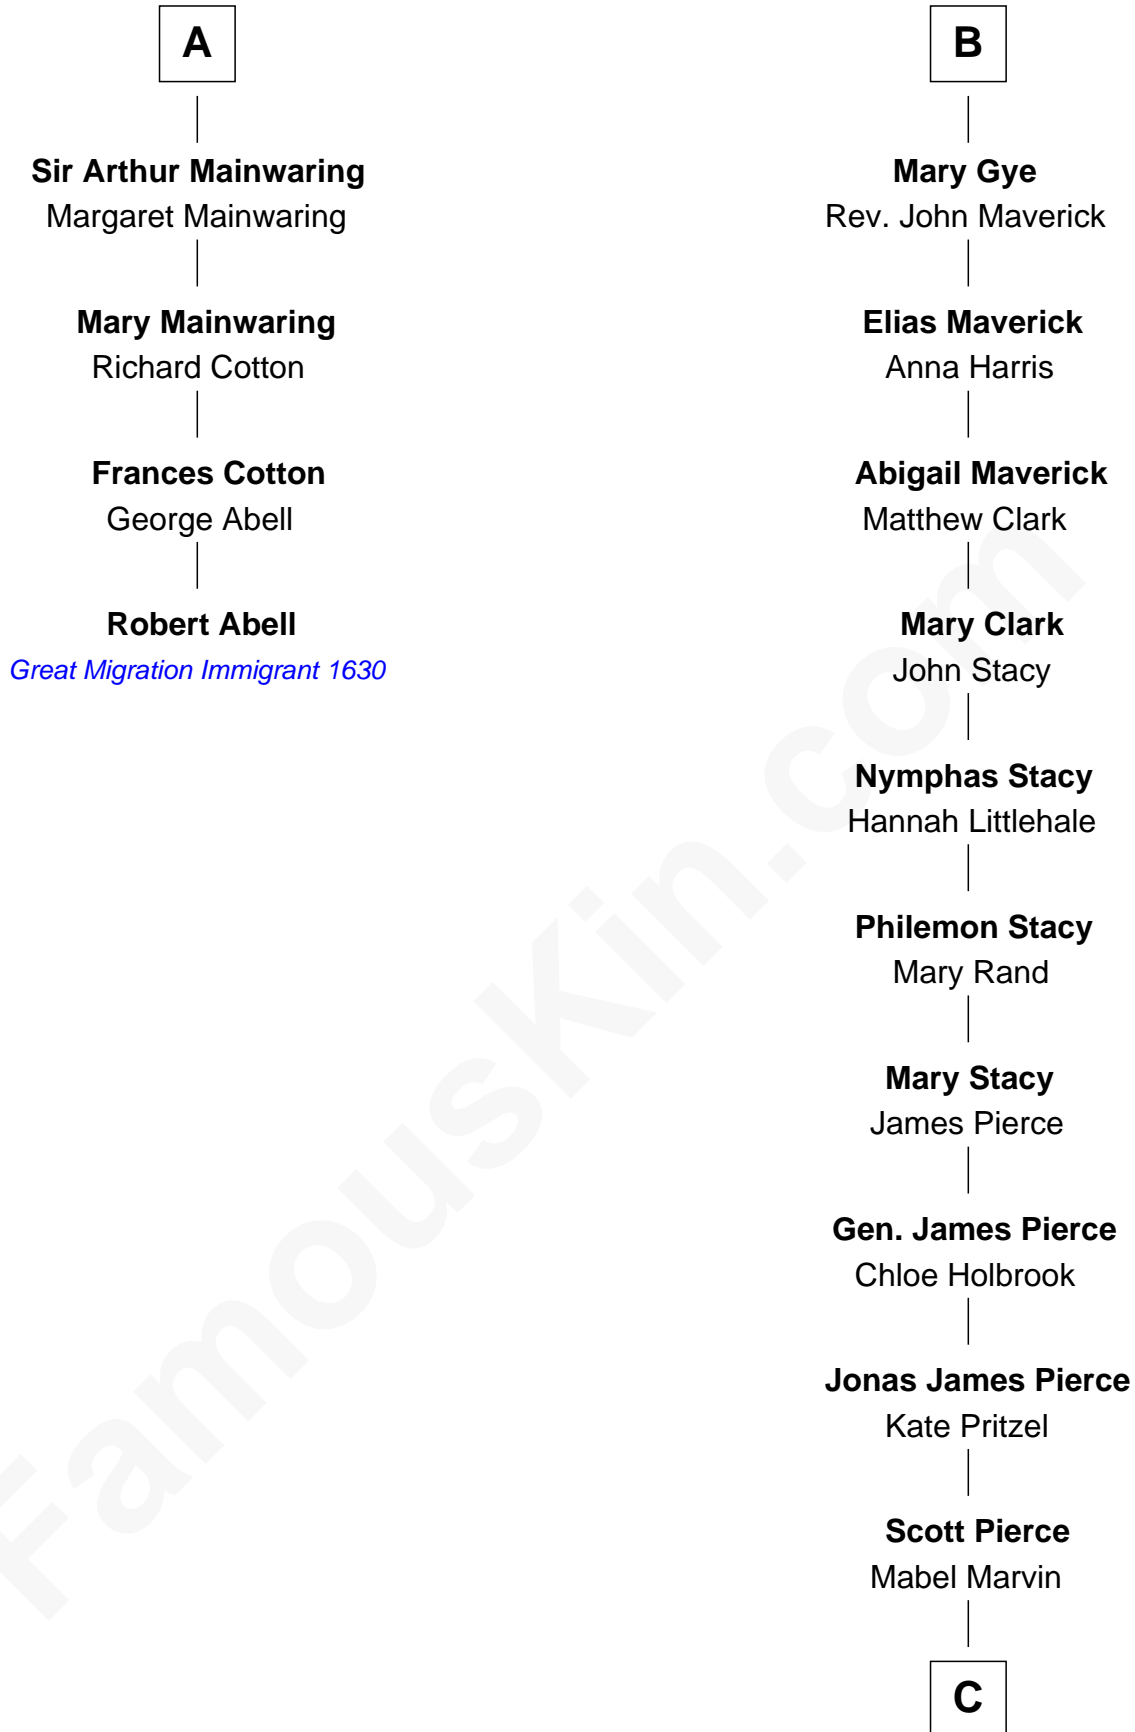 A
Sir Arthur Mainwaring
Margaret Mainwaring
Mary Mainwaring
Richard Cotton
Frances Cotton
George Abell
Robert Abell
Great Migration Immigrant 1630
B
Mary Gye
Rev. John Maverick
Elias Maverick
Anna Harris
Abigail Maverick
Matthew Clark
Mary Clark
John Stacy
Nymphas Stacy
Hannah Littlehale
Philemon Stacy
Mary Rand
Mary Stacy
James Pierce
Gen. James Pierce
Chloe Holbrook
Jonas James Pierce
Kate Pritzel
Scott Pierce
Mabel Marvin
C
FamousKin.com